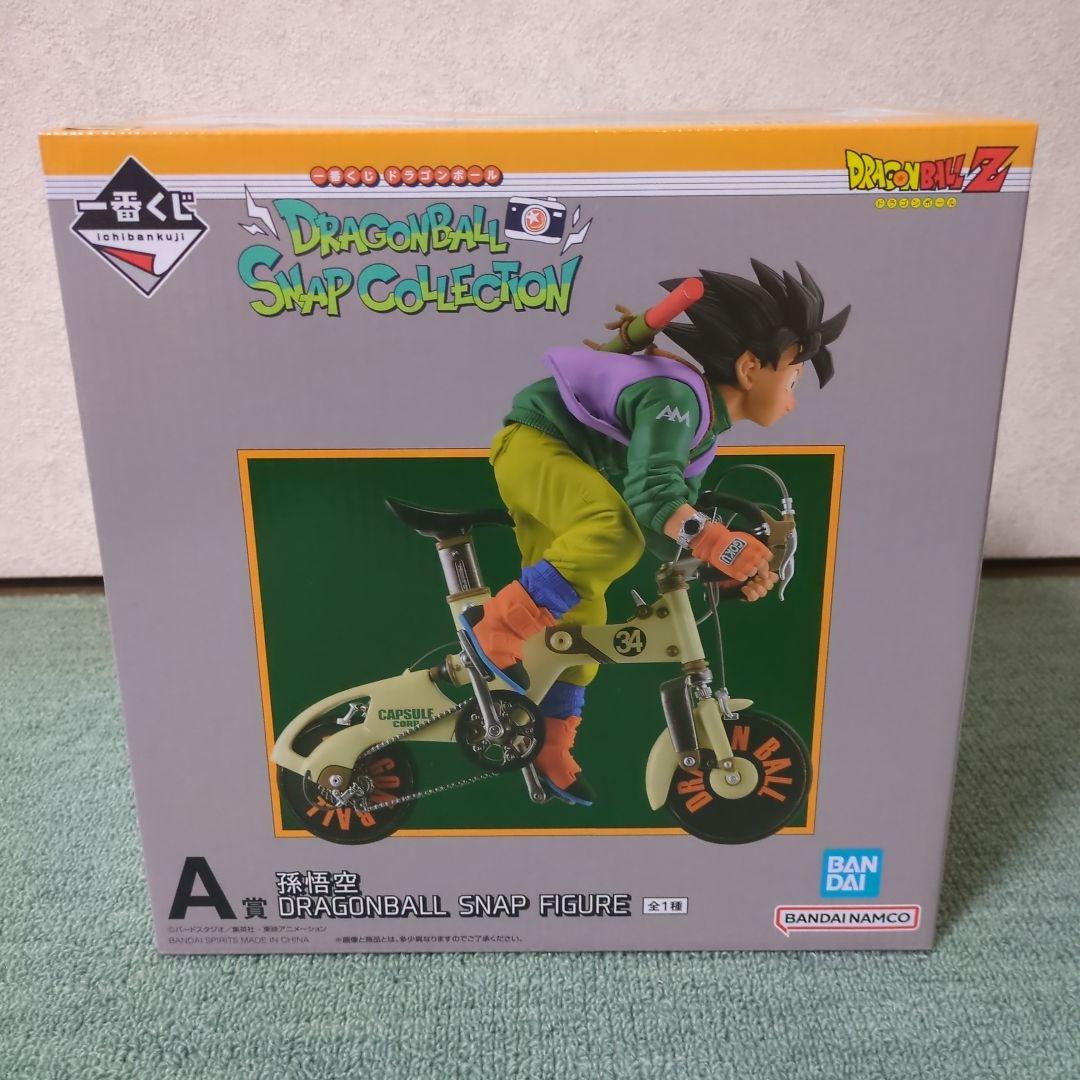 一番くじ
ichibankuji
一番くじ ドラゴンボール
DRAGONBALL
SNAP COLLECTION
DRAGONBALL Z
ドラゴンボール
AM
GOKU
34
CAPSULE
CORP.
DRAGON BALL
A賞
孫悟空
DRAGONBALL SNAP FIGURE 全1種
BAN
DAI
BANDAI NAMCO
©バードスタジオ/集英社・東映アニメーション
BANDAI SPIRITS MADE IN CHINA ※画像と商品とは、多少異なりますのでご了承ください。